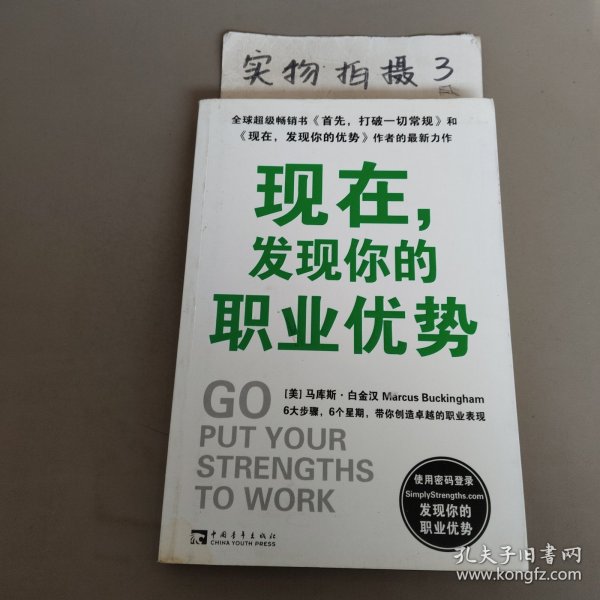 实物拍摄3
全球超级畅销书《首先，打破一切常规》和
《现在，发现你的优势》作者的最新力作
现在，
发现你的
职业优势
[美] 马库斯·白金汉 Marcus Buckingham
6大步骤，6个星期，带你创造卓越的职业表现
GO
PUT YOUR
STRENGTHS
TO WORK
使用密码登录
SimplyStrengths.com
发现你的
职业优势
中国青年出版社
CHINA YOUTH PRESS
孔夫子旧书网
www.kongfz.com